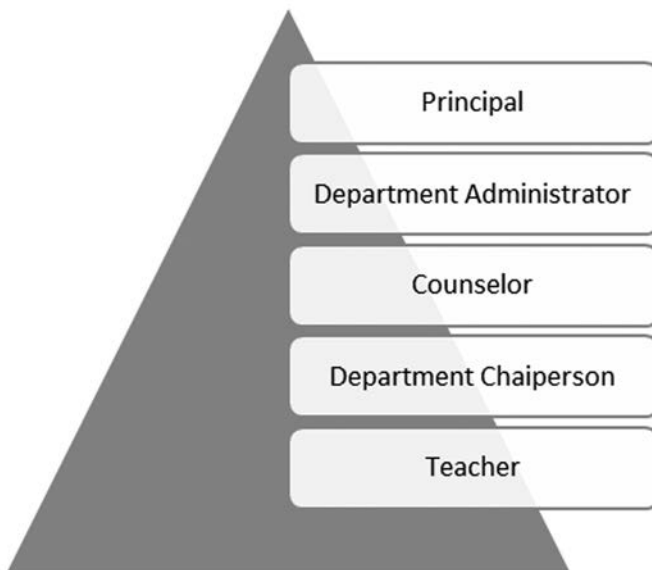 Principal
Department Administrator
Counselor
Department Chaiperson
Teacher